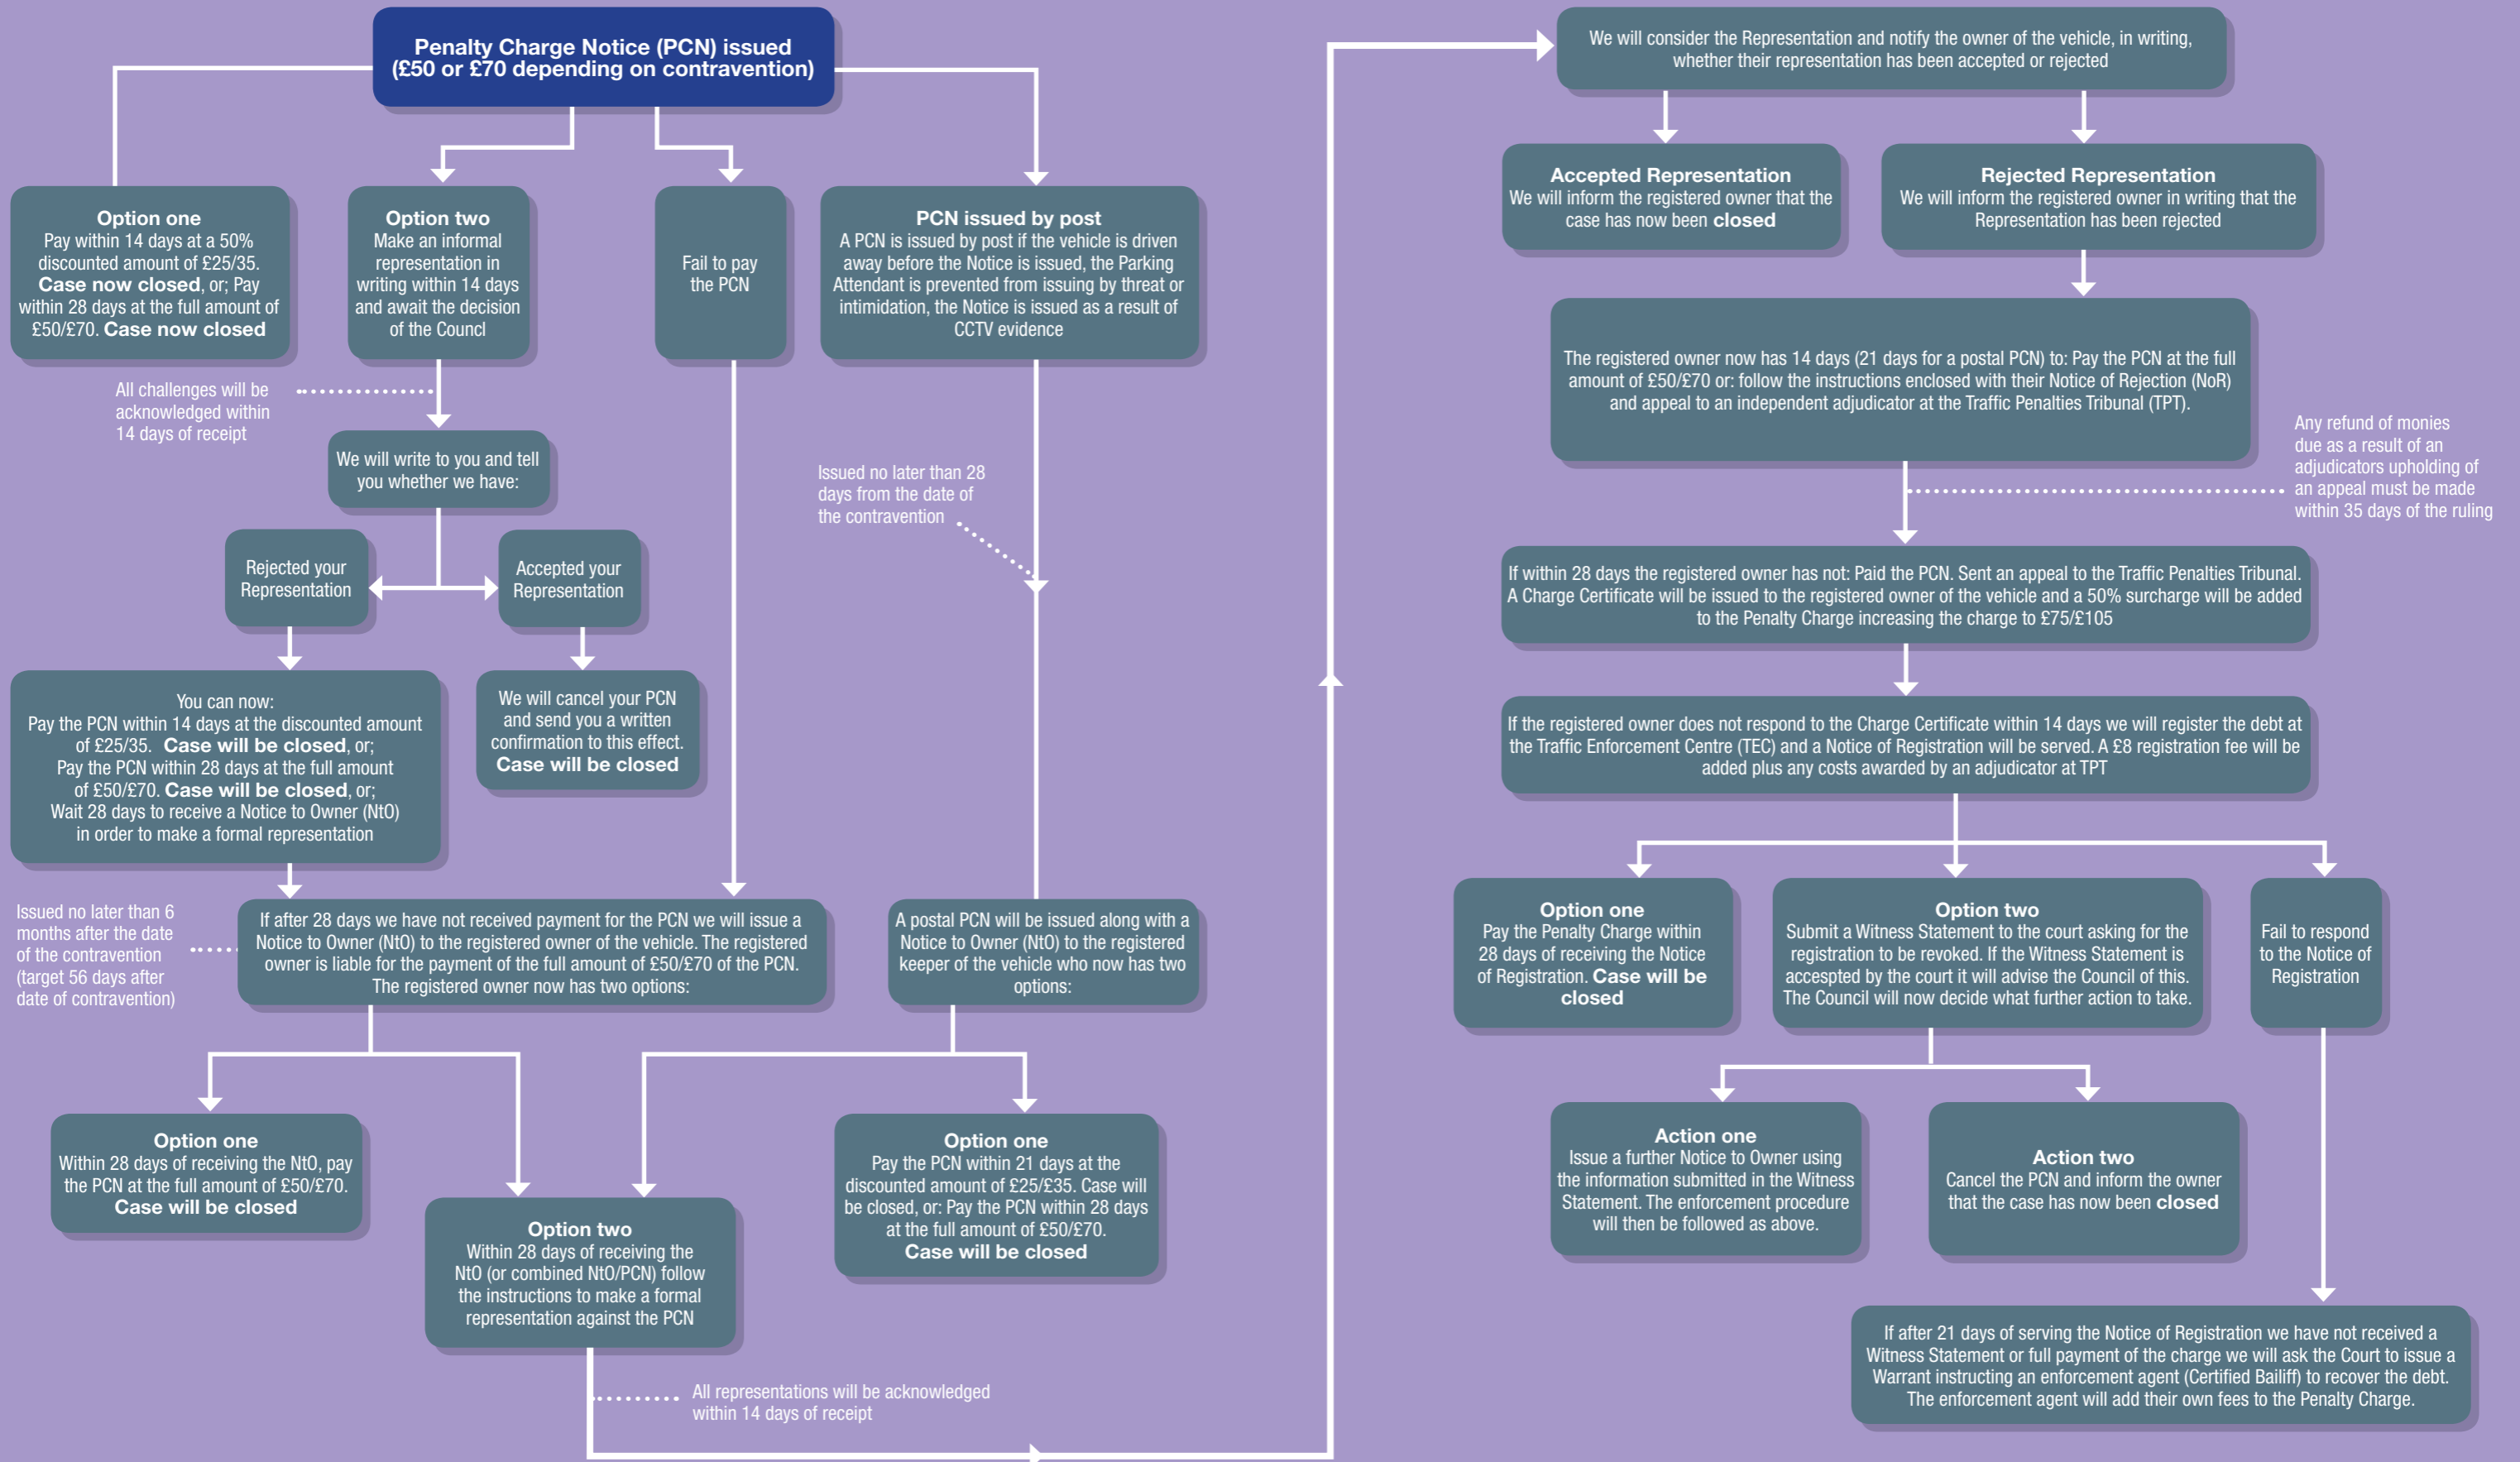 Penalty Charge Notice (PCN) issued
(£50 or £70 depending on contravention)
Option one
Pay within 14 days at a 50%
discounted amount of £25/35.
Case now closed, or; Pay
within 28 days at the full amount of
£50/£70. Case now closed
Option two
Make an informal
representation in
writing within 14 days
and await the decision
of the Councl
Fail to pay
the PCN
PCN issued by post
A PCN is issued by post if the vehicle is driven
away before the Notice is issued, the Parking
Attendant is prevented from issuing by threat or
intimidation, the Notice is issued as a result of
CCTV evidence
All challenges will be
acknowledged within
14 days of receipt
We will write to you and tell
you whether we have:
Issued no later than 28
days from the date of
the contravention
Rejected your
Representation
Accepted your
Representation
You can now:
Pay the PCN within 14 days at the discounted amount
of £25/35. Case will be closed, or;
Pay the PCN within 28 days at the full amount
of £50/£70. Case will be closed, or;
Wait 28 days to receive a Notice to Owner (NtO)
in order to make a formal representation
We will cancel your PCN
and send you a written
confirmation to this effect.
Case will be closed
Issued no later than 6
months after the date
of the contravention
(target 56 days after
date of contravention)
If after 28 days we have not received payment for the PCN we will issue a
Notice to Owner (NtO) to the registered owner of the vehicle. The registered
owner is liable for the payment of the full amount of £50/£70 of the PCN.
The registered owner now has two options:
A postal PCN will be issued along with a
Notice to Owner (NtO) to the registered
keeper of the vehicle who now has two
options:
Option one
Within 28 days of receiving the NtO, pay
the PCN at the full amount of £50/£70.
Case will be closed
Option two
Within 28 days of receiving the
NtO (or combined NtO/PCN) follow
the instructions to make a formal
representation against the PCN
Option one
Pay the PCN within 21 days at the
discounted amount of £25/£35. Case will
be closed, or: Pay the PCN within 28 days
at the full amount of £50/£70.
Case will be closed
All representations will be acknowledged
within 14 days of receipt
We will consider the Representation and notify the owner of the vehicle, in writing,
whether their representation has been accepted or rejected
Accepted Representation
We will inform the registered owner that the
case has now been closed
Rejected Representation
We will inform the registered owner in writing that the
Representation has been rejected
The registered owner now has 14 days (21 days for a postal PCN) to: Pay the PCN at the full
amount of £50/£70 or: follow the instructions enclosed with their Notice of Rejection (NoR)
and appeal to an independent adjudicator at the Traffic Penalties Tribunal (TPT).
Any refund of monies
due as a result of an
adjudicators upholding of
an appeal must be made
within 35 days of the ruling
If within 28 days the registered owner has not: Paid the PCN. Sent an appeal to the Traffic Penalties Tribunal.
A Charge Certificate will be issued to the registered owner of the vehicle and a 50% surcharge will be added
to the Penalty Charge increasing the charge to £75/£105
If the registered owner does not respond to the Charge Certificate within 14 days we will register the debt at
the Traffic Enforcement Centre (TEC) and a Notice of Registration will be served. A £8 registration fee will be
added plus any costs awarded by an adjudicator at TPT
Option one
Pay the Penalty Charge within
28 days of receiving the Notice
of Registration. Case will be
closed
Option two
Submit a Witness Statement to the court asking for the
registration to be revoked. If the Witness Statement is
accespted by the court it will advise the Council of this.
The Council will now decide what further action to take.
Fail to respond
to the Notice of
Registration
Action one
Issue a further Notice to Owner using
the information submitted in the Witness
Statement. The enforcement procedure
will then be followed as above.
Action two
Cancel the PCN and inform the owner
that the case has now been closed
If after 21 days of serving the Notice of Registration we have not received a
Witness Statement or full payment of the charge we will ask the Court to issue a
Warrant instructing an enforcement agent (Certified Bailiff) to recover the debt.
The enforcement agent will add their own fees to the Penalty Charge.